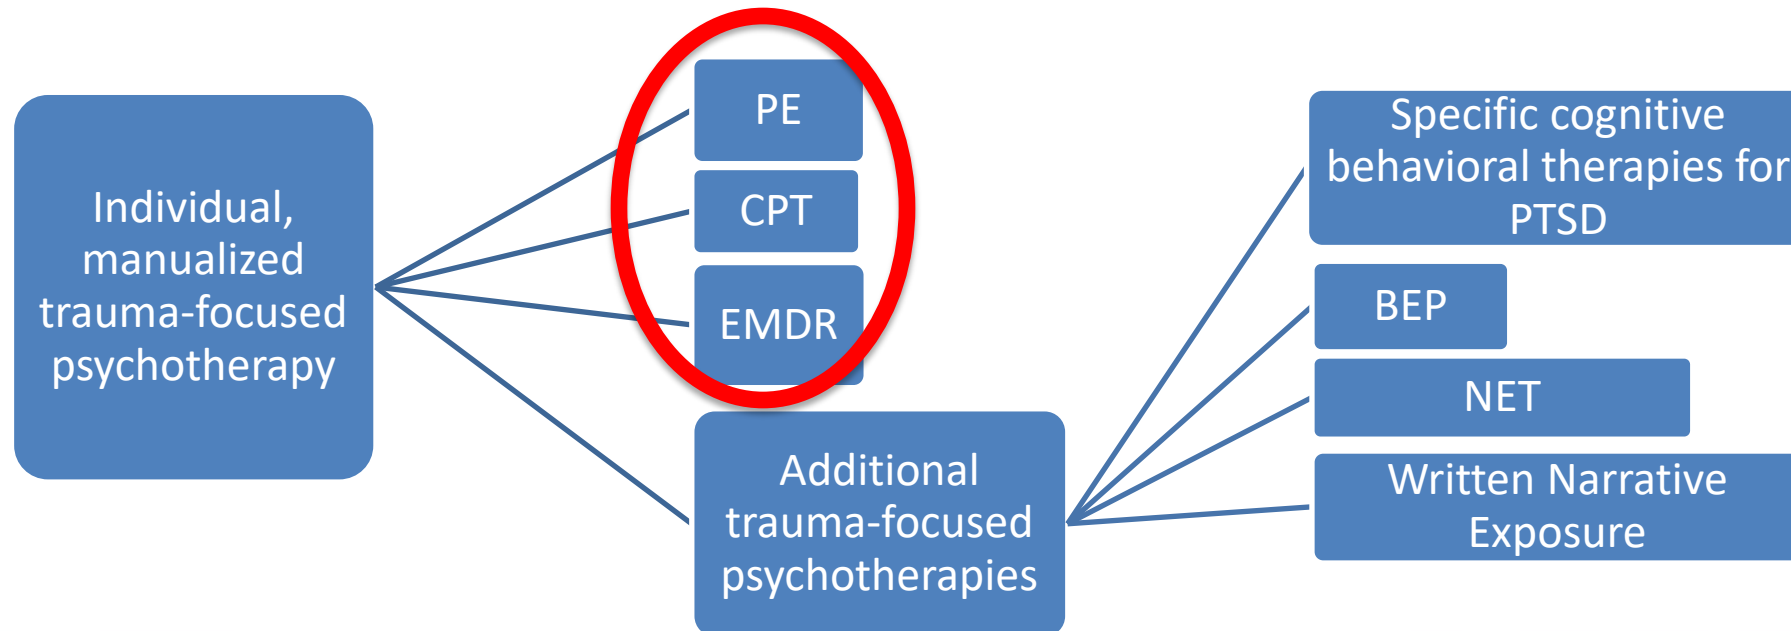 Individual,
manualized
trauma-focused
psychotherapy
PE
CPT
EMDR
Additional
trauma-focused
psychotherapies
Specific cognitive
behavioral therapies for
PTSD
BEP
NET
Written Narrative
Exposure